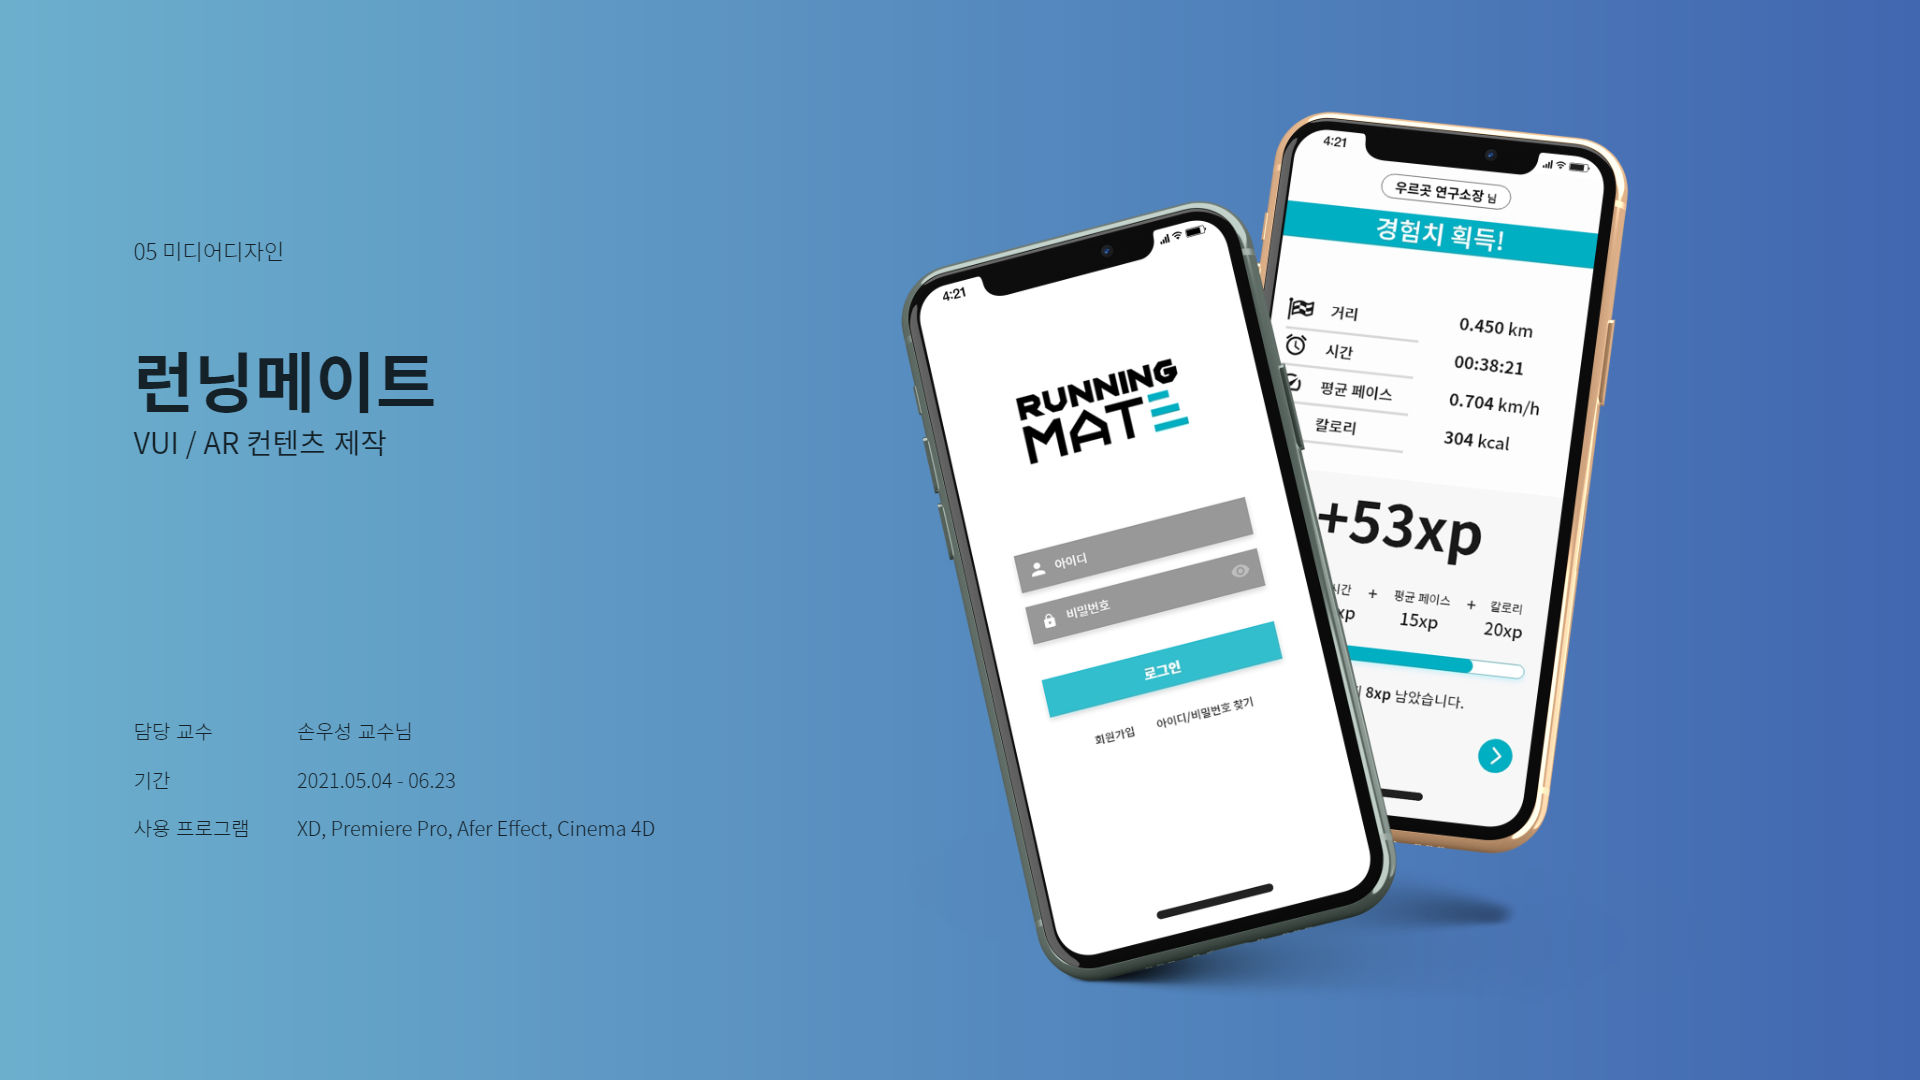 05 미디어디자인
런닝메이트
VUI / AR 컨텐츠 제작
담당 교수 손우성 교수님
기간 2021.05.04 - 06.23
사용 프로그램 XD, Premiere Pro, Afer Effect, Cinema 4D
4:21
RUNNING
MATE
아이디
비밀번호
로그인
회원가입 아이디/비밀번호 찾기
4:21
우르곳 연구소장 님
경험치 획득!
거리 0.450 km
시간 00:38:21
평균 페이스 0.704 km/h
칼로리 304 kcal
+53xp
시간 + 평균 페이스 + 칼로리
xp 15xp 20xp
8xp 남았습니다.